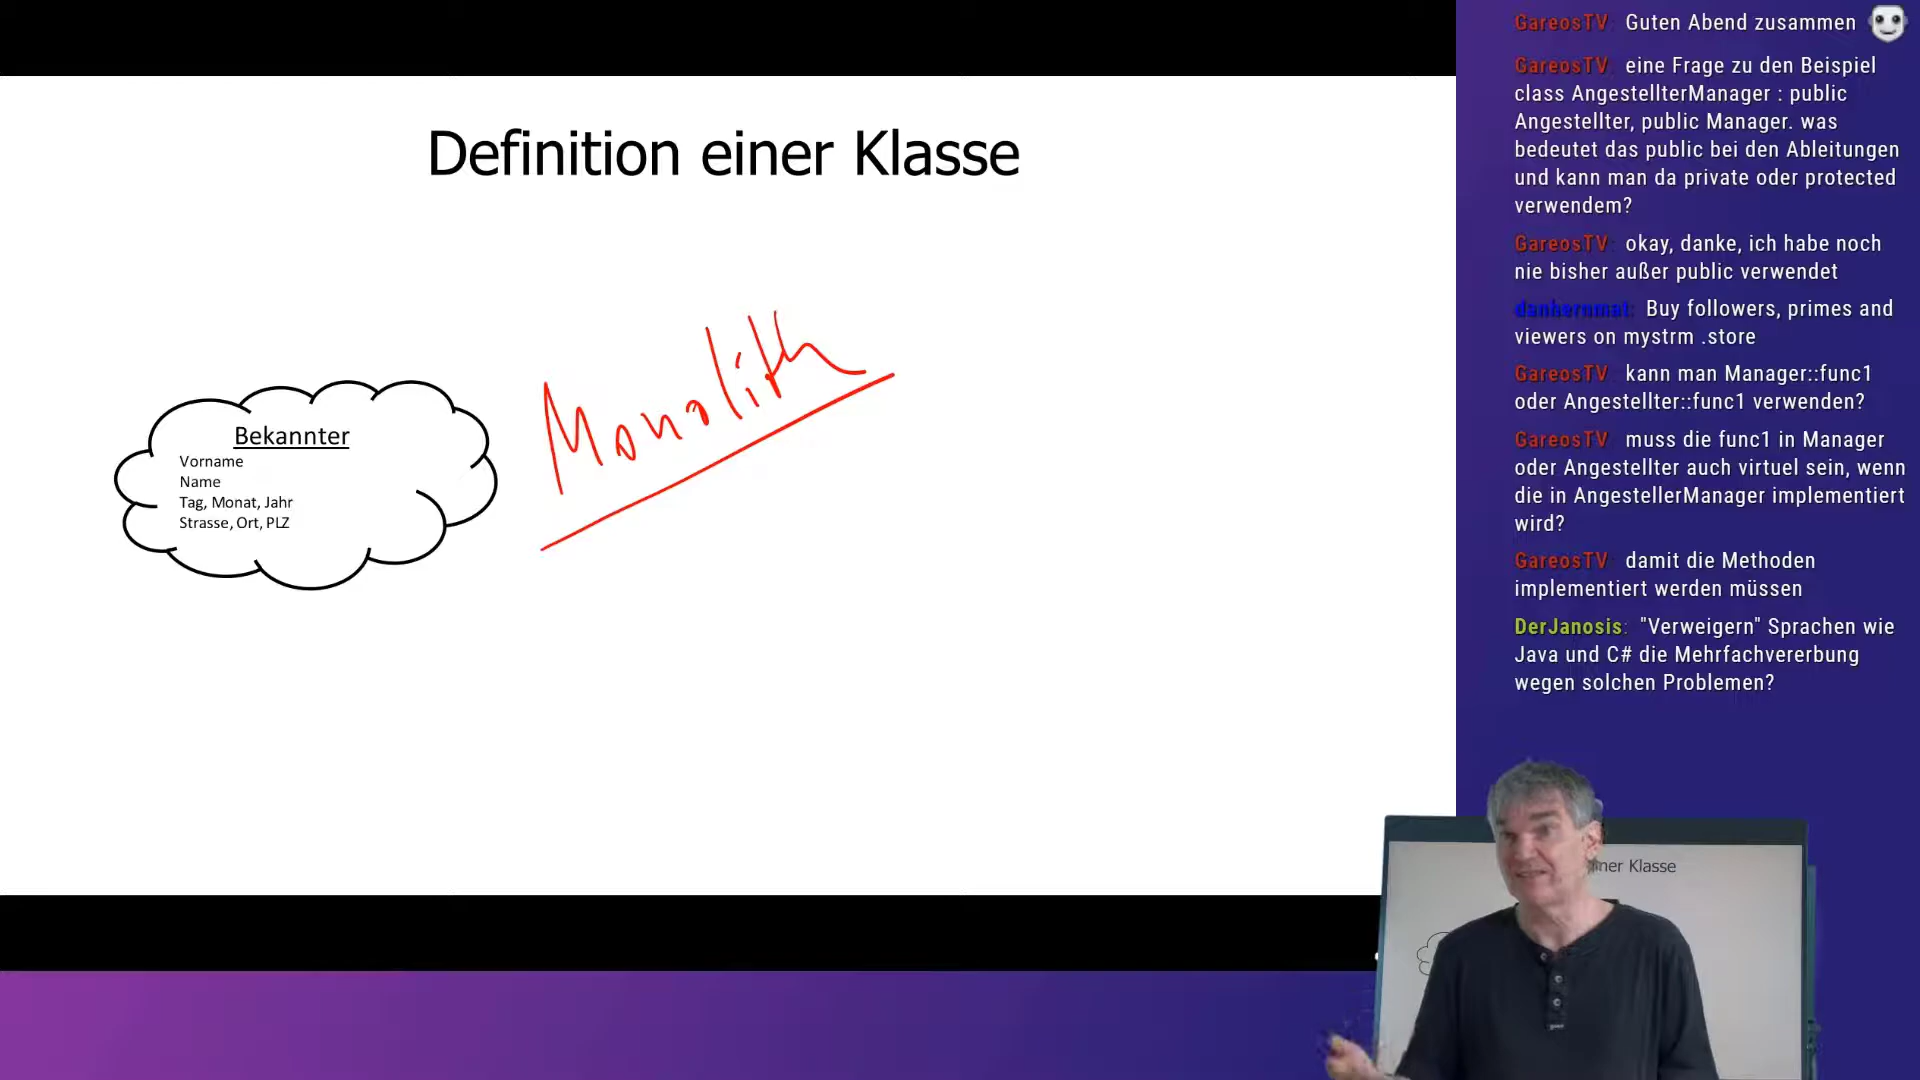 Definition einer Klasse
Bekannter
Vorname
Name
Tag, Monat, Jahr
Strasse, Ort, PLZ
Monolith
GareosTV: Guten Abend zusammen
GareosTV: eine Frage zu den Beispiel
class AngestellterManager : public
Angestellter, public Manager. was
bedeutet das public bei den Ableitungen
und kann man da private oder protected
verwendem?
GareosTV: okay, danke, ich habe noch
nie bisher außer public verwendet
danhernmat: Buy followers, primes and
viewers on mystrm .store
GareosTV: kann man Manager::func1
oder Angestellter::func1 verwenden?
GareosTV: muss die func1 in Manager
oder Angestellter auch virtuel sein, wenn
die in AngestellerManager implementiert
wird?
GareosTV: damit die Methoden
implementiert werden müssen
DerJanosis: "Verweigern" Sprachen wie
Java und C# die Mehrfachvererbung
wegen solchen Problemen?
iner Klasse